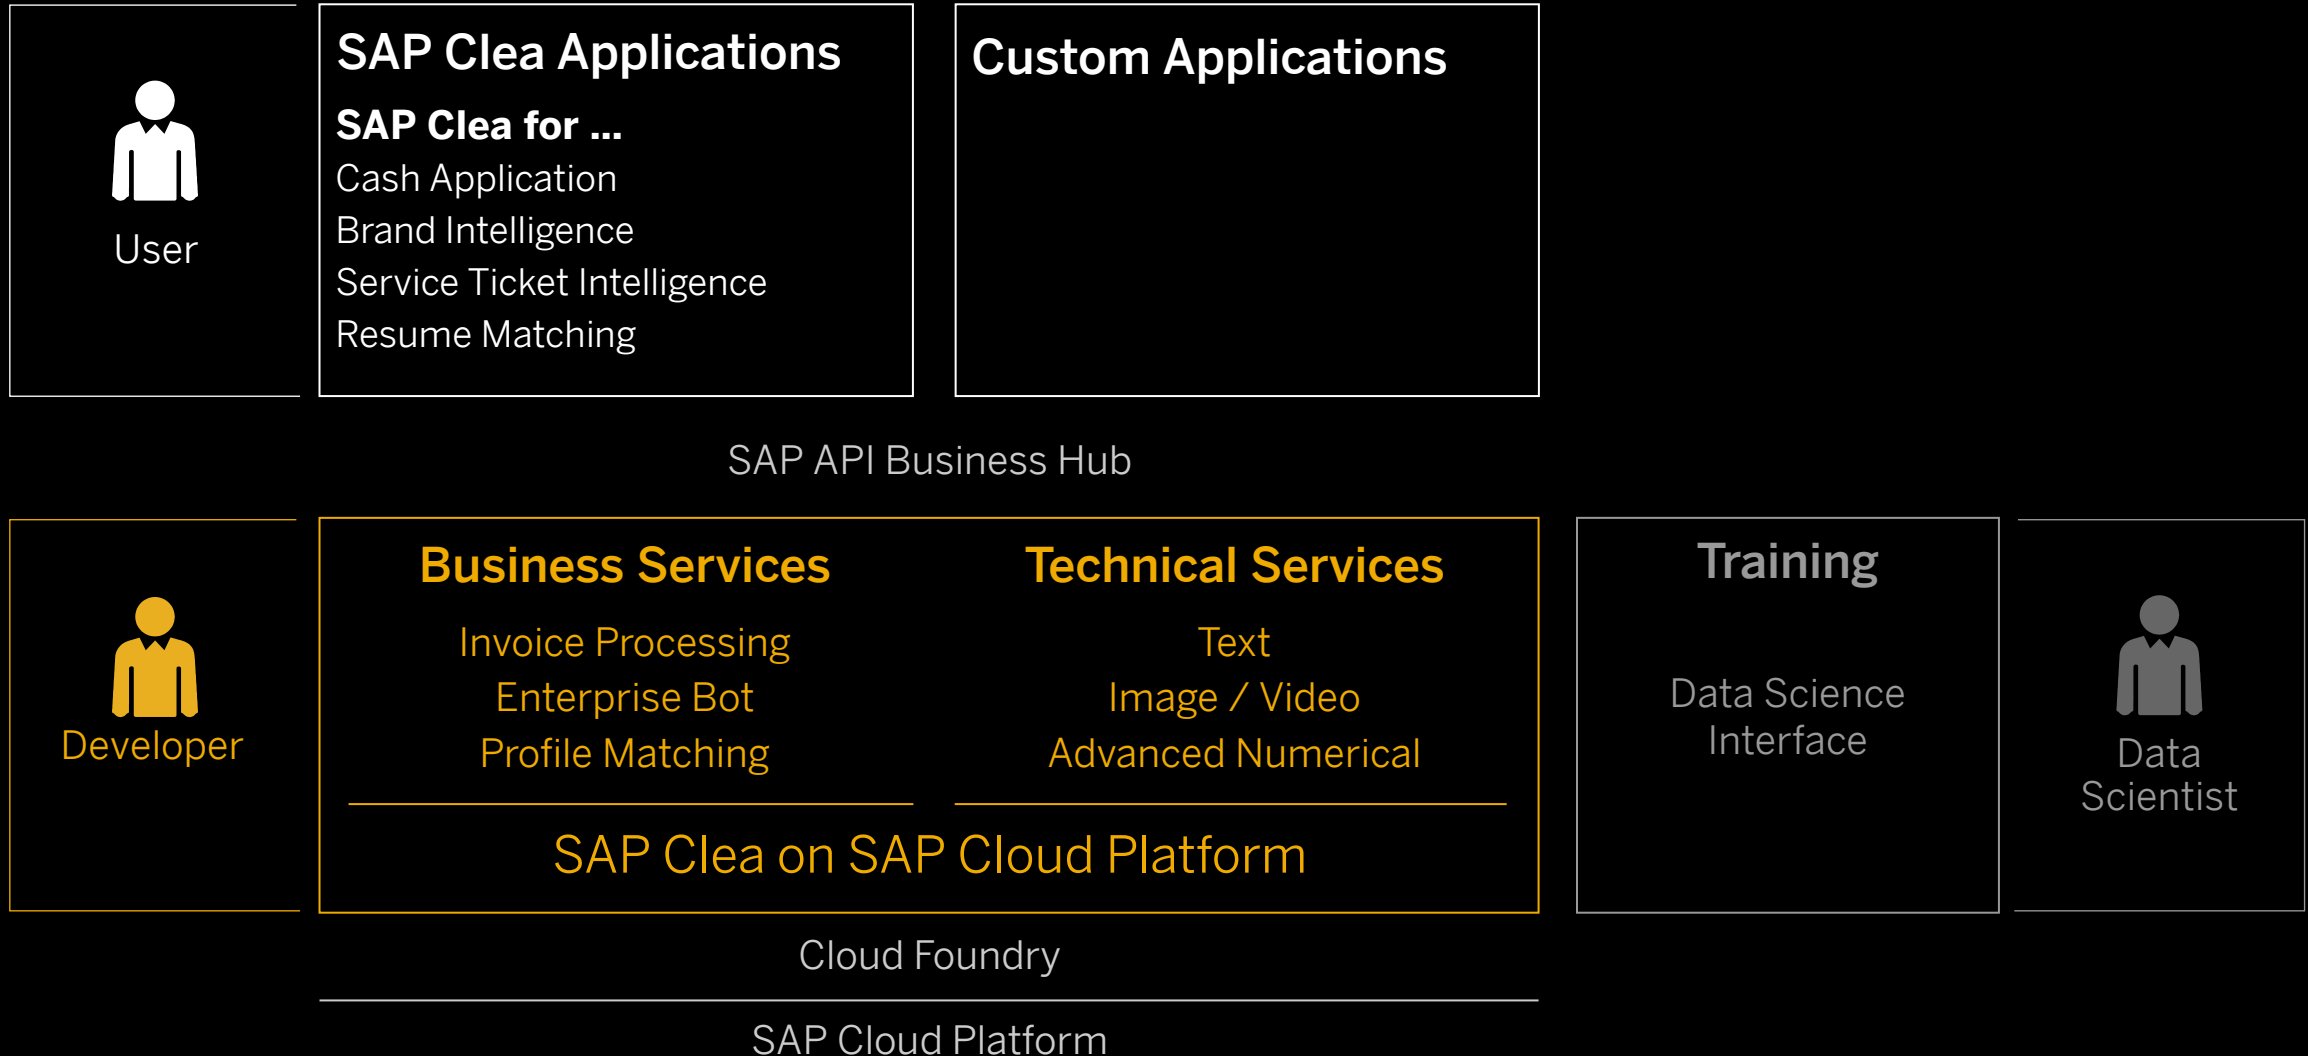 User
SAP Clea Applications
SAP Clea for ...
Cash Application
Brand Intelligence
Service Ticket Intelligence
Resume Matching
Custom Applications
SAP API Business Hub
Developer
Business Services
Invoice Processing
Enterprise Bot
Profile Matching
Technical Services
Text
Image / Video
Advanced Numerical
SAP Clea on SAP Cloud Platform
Training
Data Science
Interface
Data
Scientist
Cloud Foundry
SAP Cloud Platform